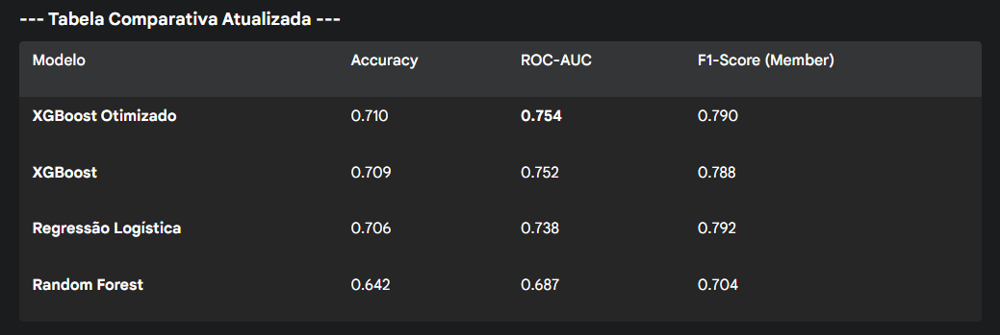 --- Tabela Comparativa Atualizada ---
Modelo Accuracy ROC-AUC F1-Score (Member)
XGBoost Otimizado 0.710 0.754 0.790
XGBoost 0.709 0.752 0.788
Regressão Logística 0.706 0.738 0.792
Random Forest 0.642 0.687 0.704